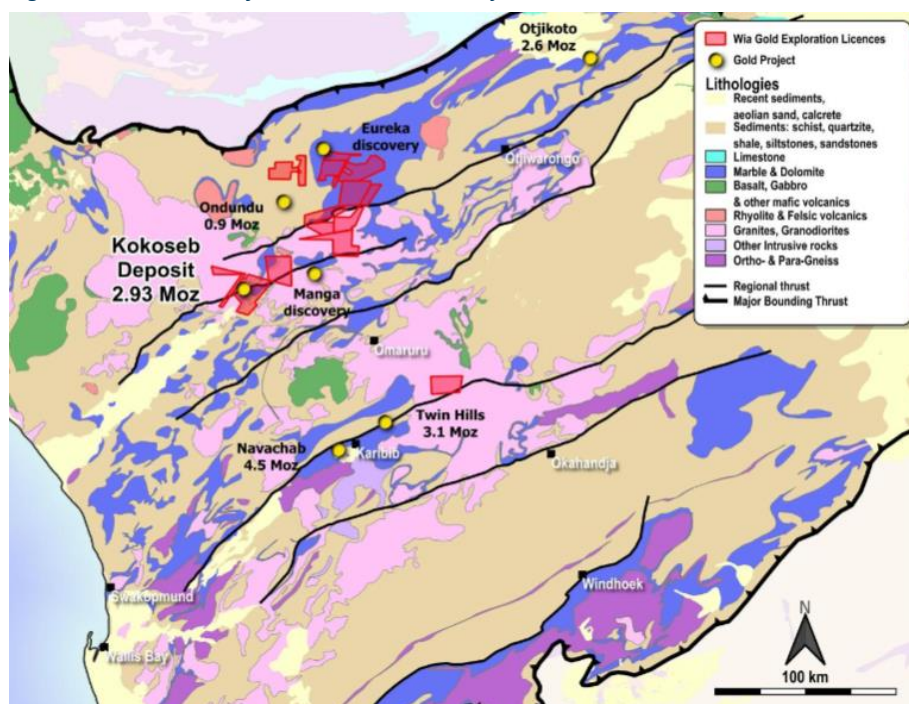 Otjikoto
2.6 Moz
Eureka
discovery
Otjiwarongo
Ondundu
0.9 Moz
Kokoseb
Deposit
2.93 Moz
Manga
discovery
Omaruru
Twin Hills
3.1 Moz
Navachab
4.5 Moz
Karibib
Okahandja
Swakopmund
Windhoek
Wallis Bay
Wia Gold Exploration Licences
Gold Project
Lithologies
Recent sediments,
aeolian sand, calcrete
Sediments: schist, quartzite,
shale, siltstones, sandstones
Limestone
Marble & Dolomite
Basalt, Gabbro
& other mafic volcanics
Rhyolite & Felsic volcanics
Granites, Granodiorites
Other Intrusive rocks
Ortho- & Para-Gneiss
Regional thrust
Major Bounding Thrust
N
100 km